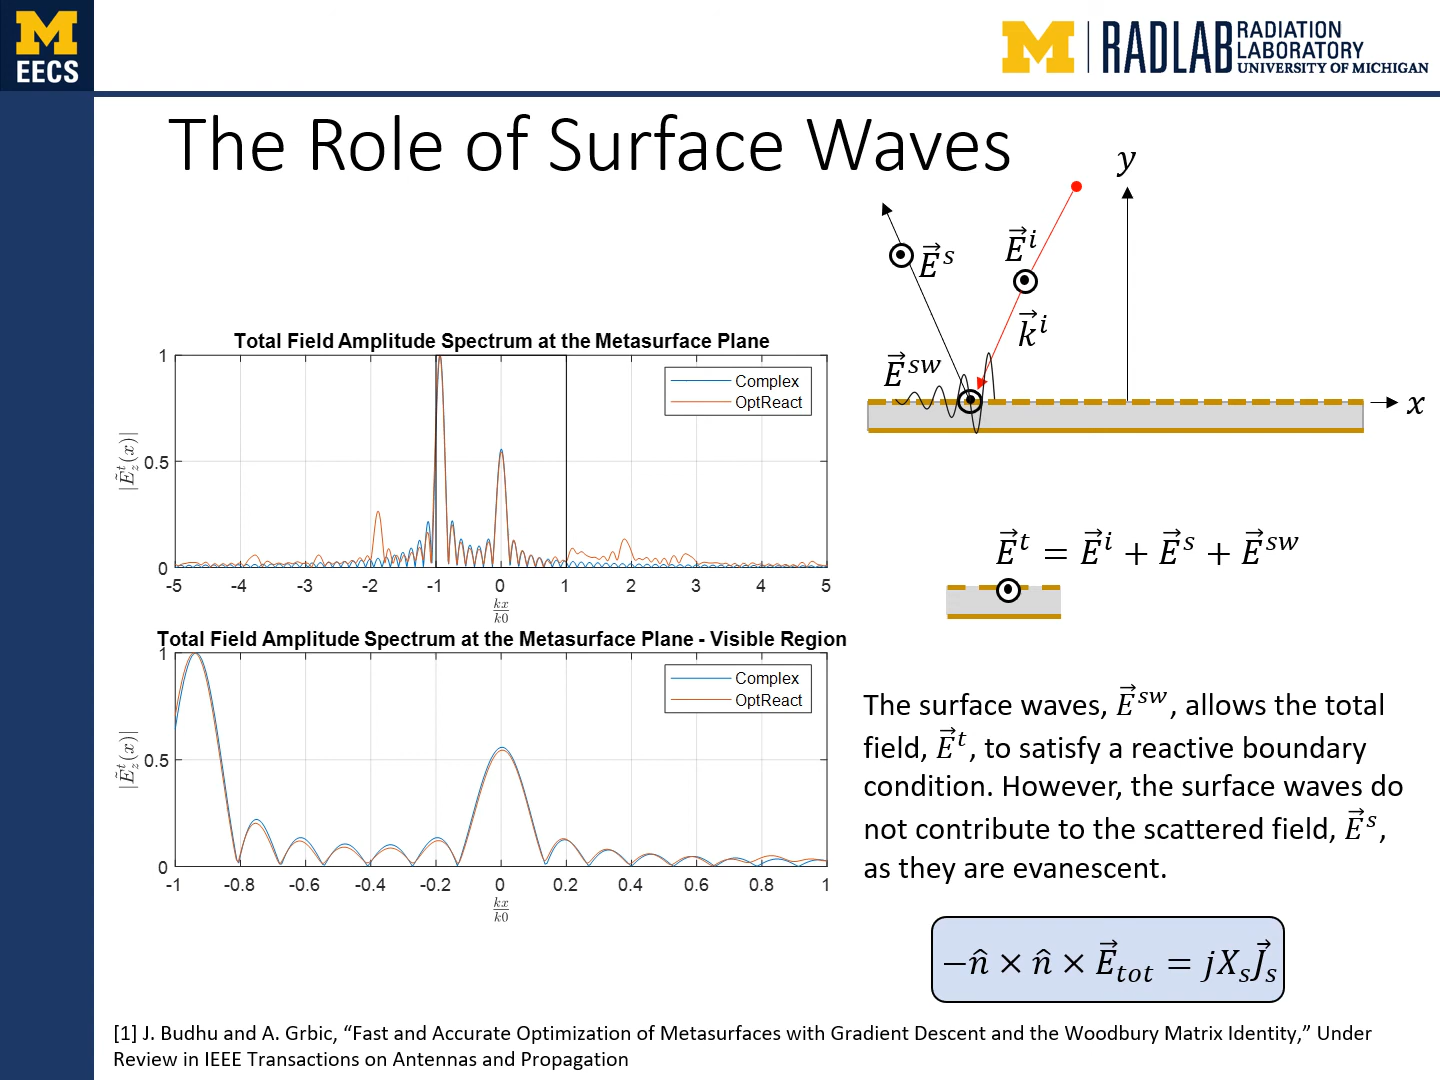 M
EECS
M RADLAB RADIATION
LABORATORY
UNIVERSITY OF MICHIGAN
The Role of Surface Waves
y
E⃗ⁱ
E⃗ˢ
k⃗ⁱ
E⃗ˢʷ
x
Total Field Amplitude Spectrum at the Metasurface Plane
1
0.5
0
|Ẽₜᶻ(x)|
Complex
OptReact
-5 -4 -3 -2 -1 0 1 2 3 4 5
kx/k0
E⃗ᵗ = E⃗ⁱ + E⃗ˢ + E⃗ˢʷ
Total Field Amplitude Spectrum at the Metasurface Plane - Visible Region
1
0.5
0
|Ẽᵗ_z(x)|
Complex
OptReact
-1 -0.8 -0.6 -0.4 -0.2 0 0.2 0.4 0.6 0.8 1
kx/k0
The surface waves, E⃗ˢʷ, allows the total
field, E⃗ᵗ, to satisfy a reactive boundary
condition. However, the surface waves do
not contribute to the scattered field, E⃗ˢ,
as they are evanescent.
−n̂ × n̂ × E⃗_tot = jX_sJ⃗_s
[1] J. Budhu and A. Grbic, “Fast and Accurate Optimization of Metasurfaces with Gradient Descent and the Woodbury Matrix Identity,” Under
Review in IEEE Transactions on Antennas and Propagation